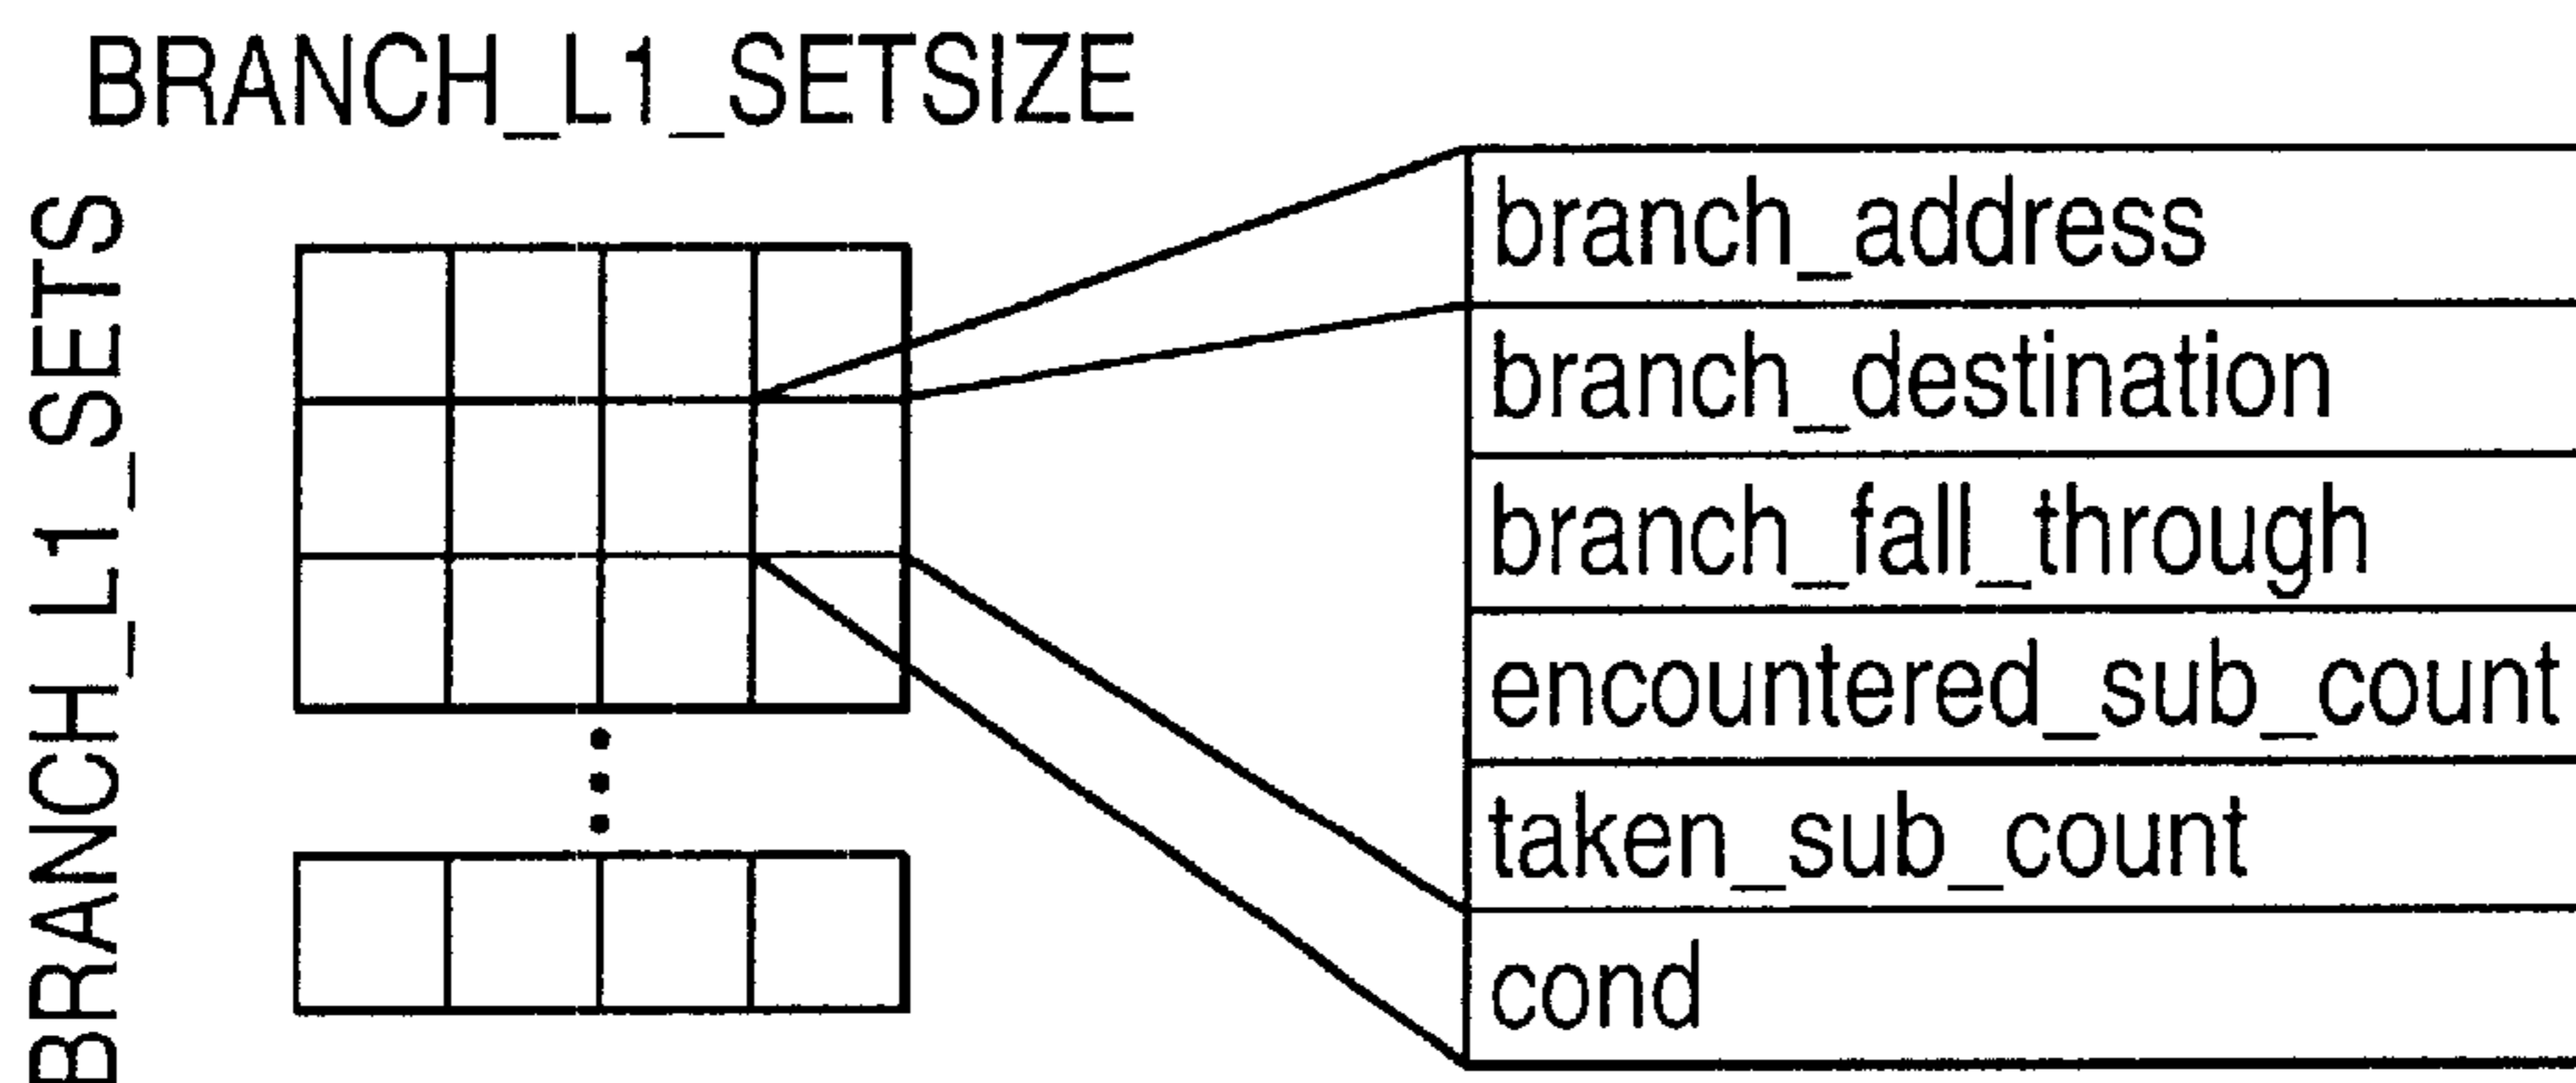 BRANCH_L1_SETSIZE
BRANCH_L1_SETS
branch_address
branch_destination
branch_fall_through
encountered_sub_count
taken_sub_count
cond